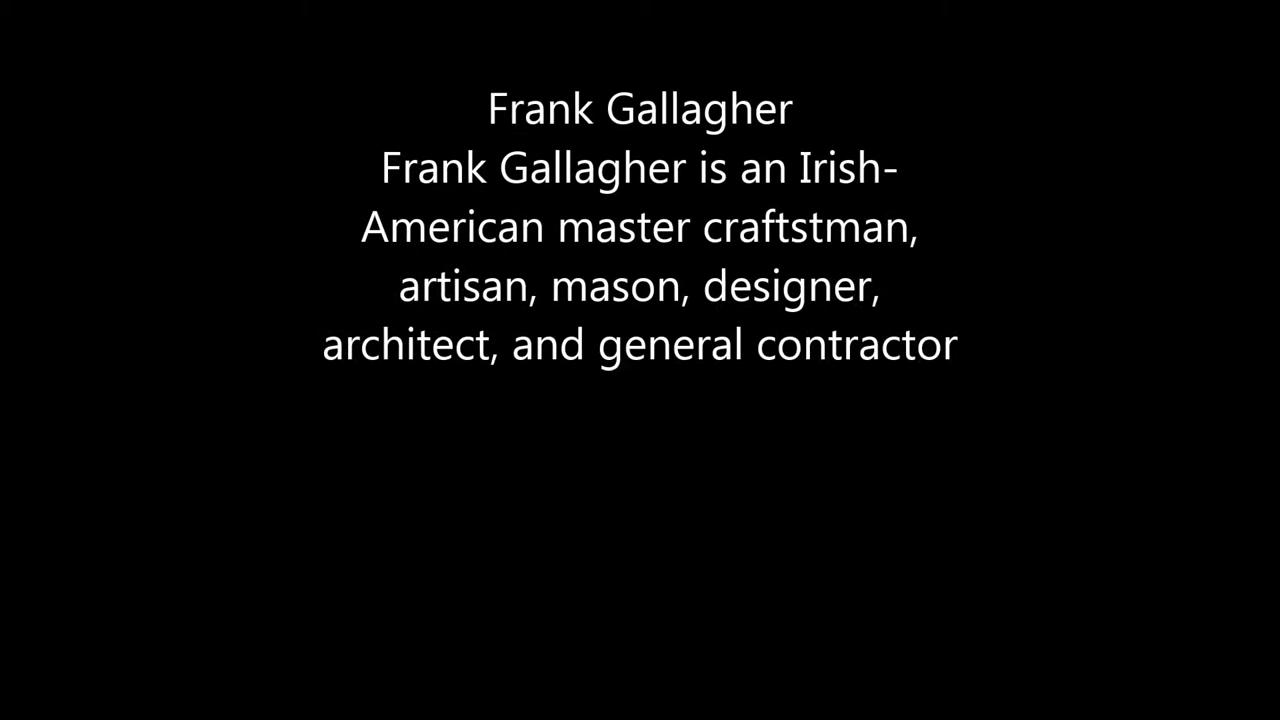 Frank Gallagher
Frank Gallagher is an Irish-
American master craftstman,
artisan, mason, designer,
architect, and general contractor